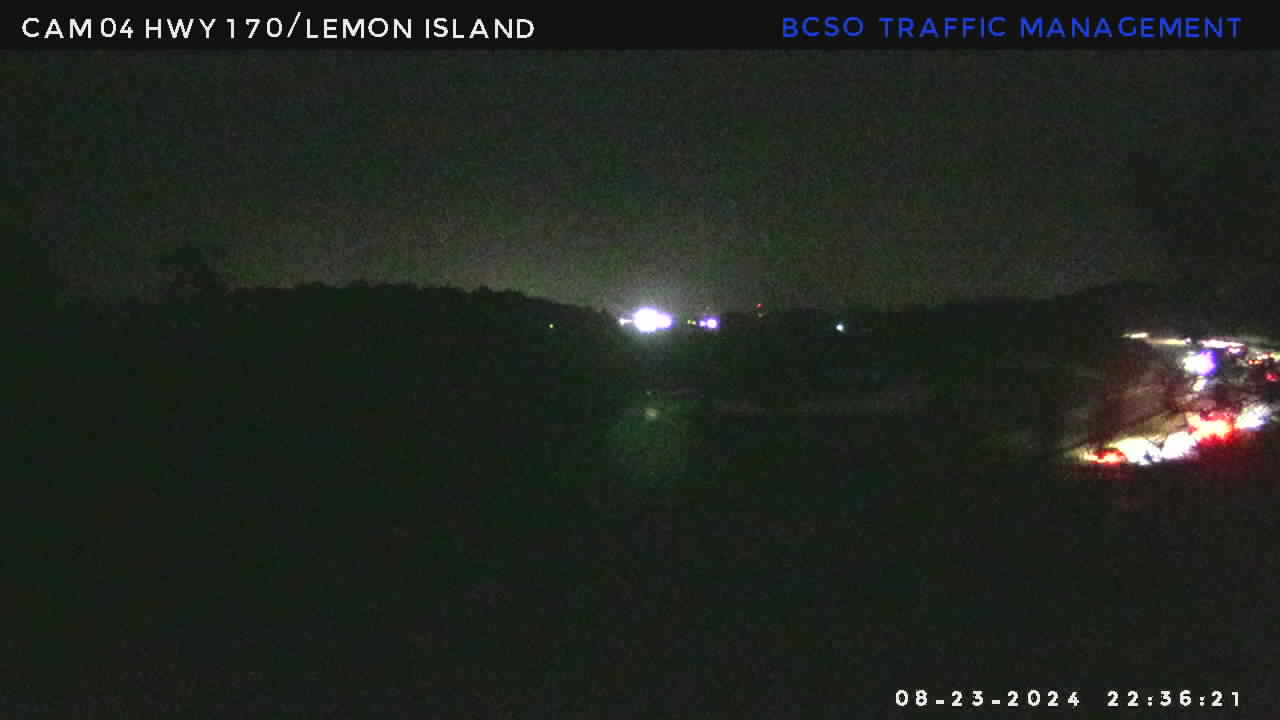 CAM04 HWY 170/LEMON ISLAND
BCSO TRAFFIC MANAGEMENT
08-23-2024 22:36:21